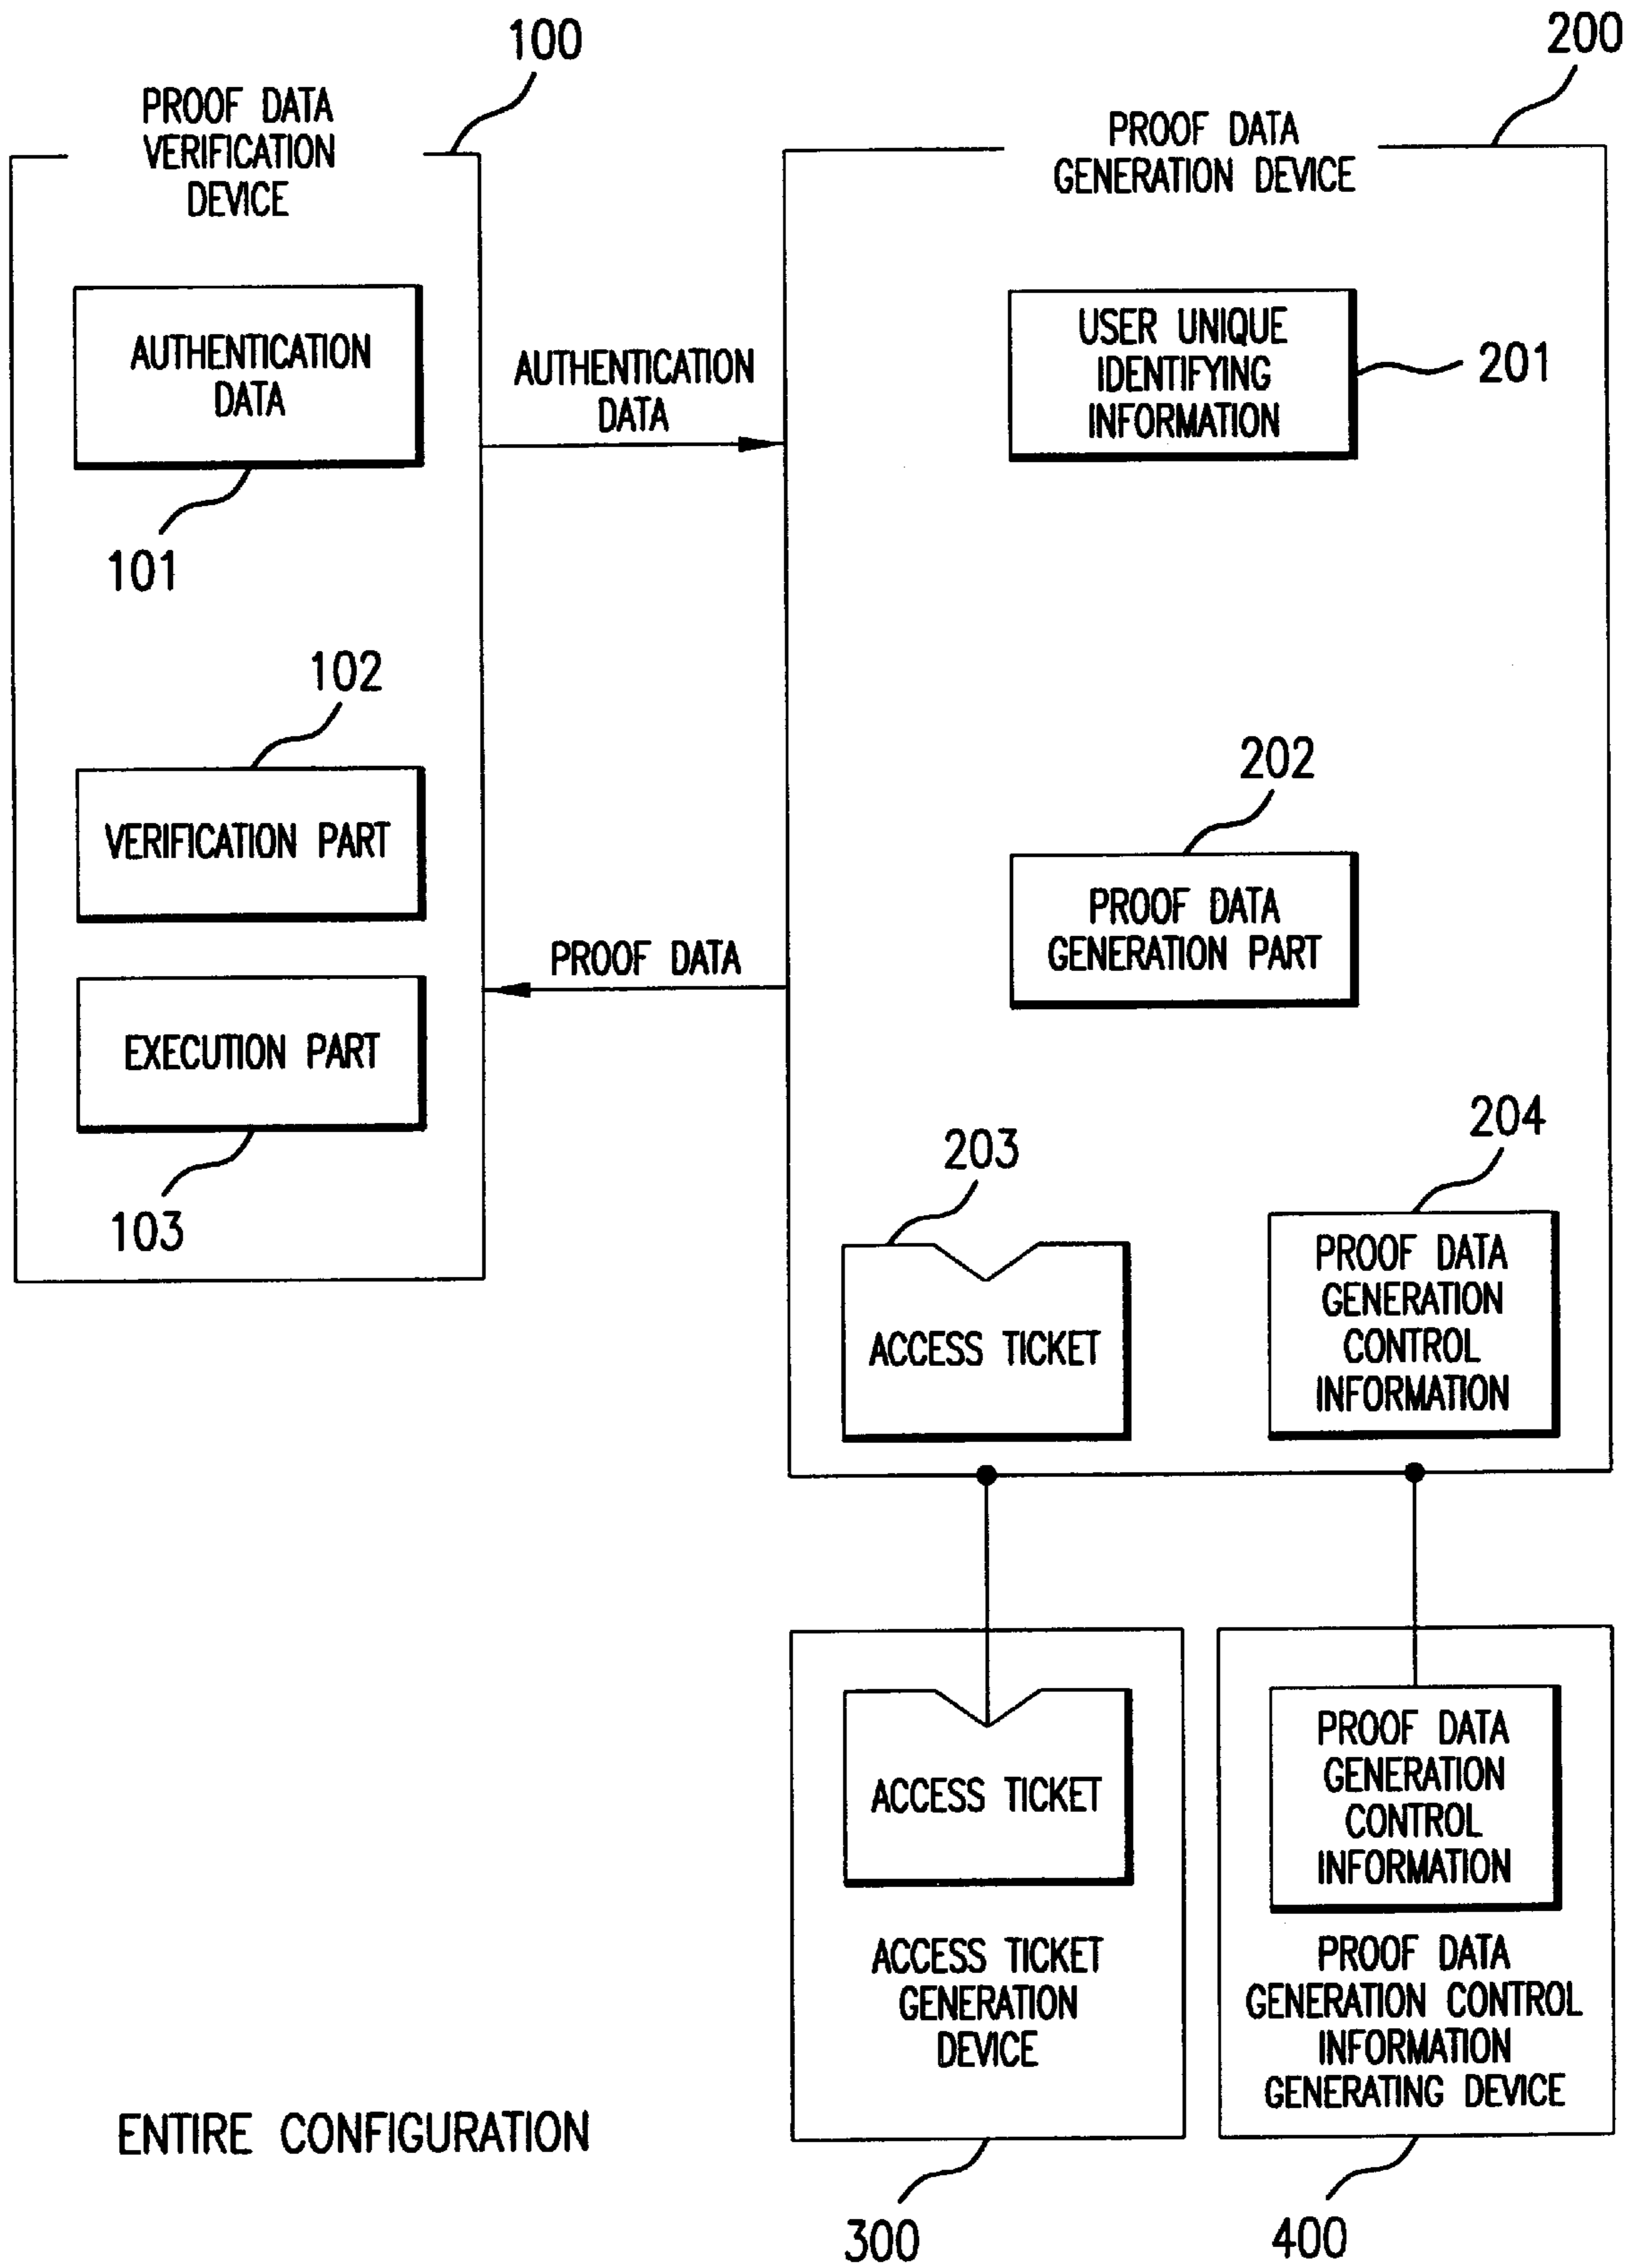 100
PROOF DATA
VERIFICATION
DEVICE
AUTHENTICATION
DATA
101
102
VERIFICATION PART
EXECUTION PART
103
AUTHENTICATION
DATA
PROOF DATA
200
PROOF DATA
GENERATION DEVICE
USER UNIQUE
IDENTIFYING
INFORMATION
201
202
PROOF DATA
GENERATION PART
203
ACCESS TICKET
204
PROOF DATA
GENERATION
CONTROL
INFORMATION
ACCESS TICKET
ACCESS TICKET
GENERATION
DEVICE
300
PROOF DATA
GENERATION
CONTROL
INFORMATION
PROOF DATA
GENERATION CONTROL
INFORMATION
GENERATING DEVICE
400
ENTIRE CONFIGURATION